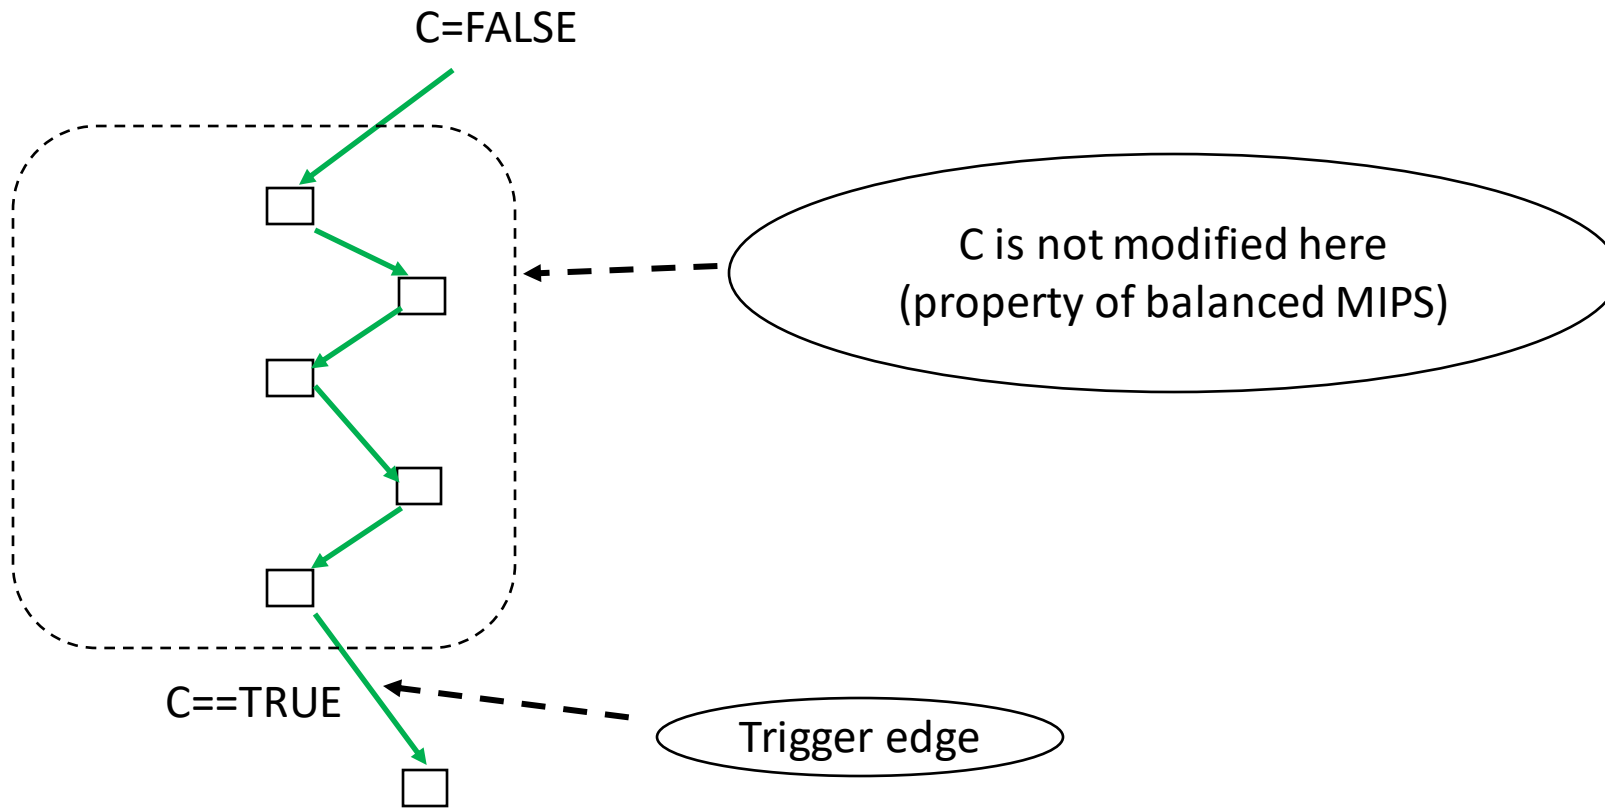 C=FALSE
C is not modified here
(property of balanced MIPS)
C==TRUE
Trigger edge